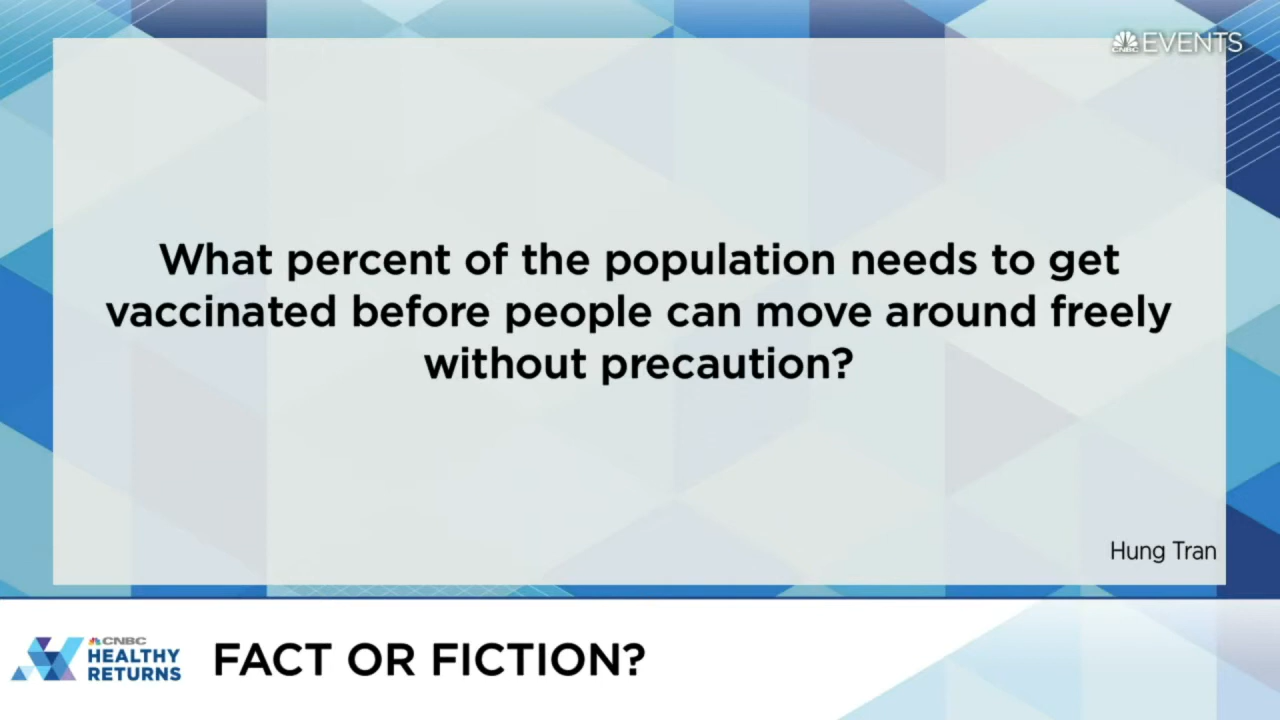 CNBC EVENTS
What percent of the population needs to get
vaccinated before people can move around freely
without precaution?
Hung Tran
CNBC
HEALTHY
RETURNS
FACT OR FICTION?